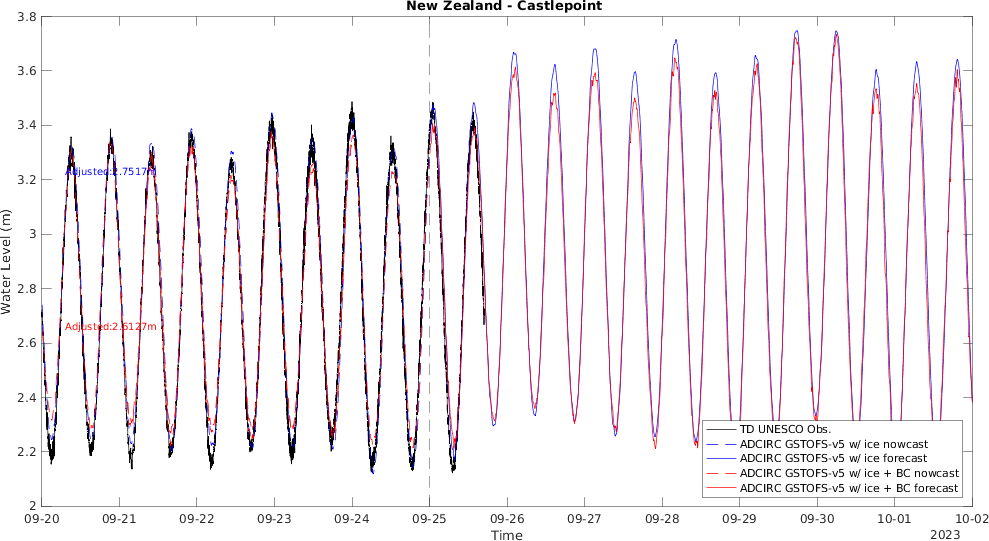 New Zealand - Castlepoint
3.8
3.6
3.4
3.2
3
2.8
2.6
2.4
2.2
2
Water Level (m)
Adjusted:2.7517m
Adjusted:2.6127m
TD UNESCO Obs.
ADCIRC GSTOFS-v5 w/ ice nowcast
ADCIRC GSTOFS-v5 w/ ice forecast
ADCIRC GSTOFS-v5 w/ ice + BC nowcast
ADCIRC GSTOFS-v5 w/ ice + BC forecast
09-20 09-21 09-22 09-23 09-24 09-25 09-26 09-27 09-28 09-29 09-30 10-01 10-02
Time
2023